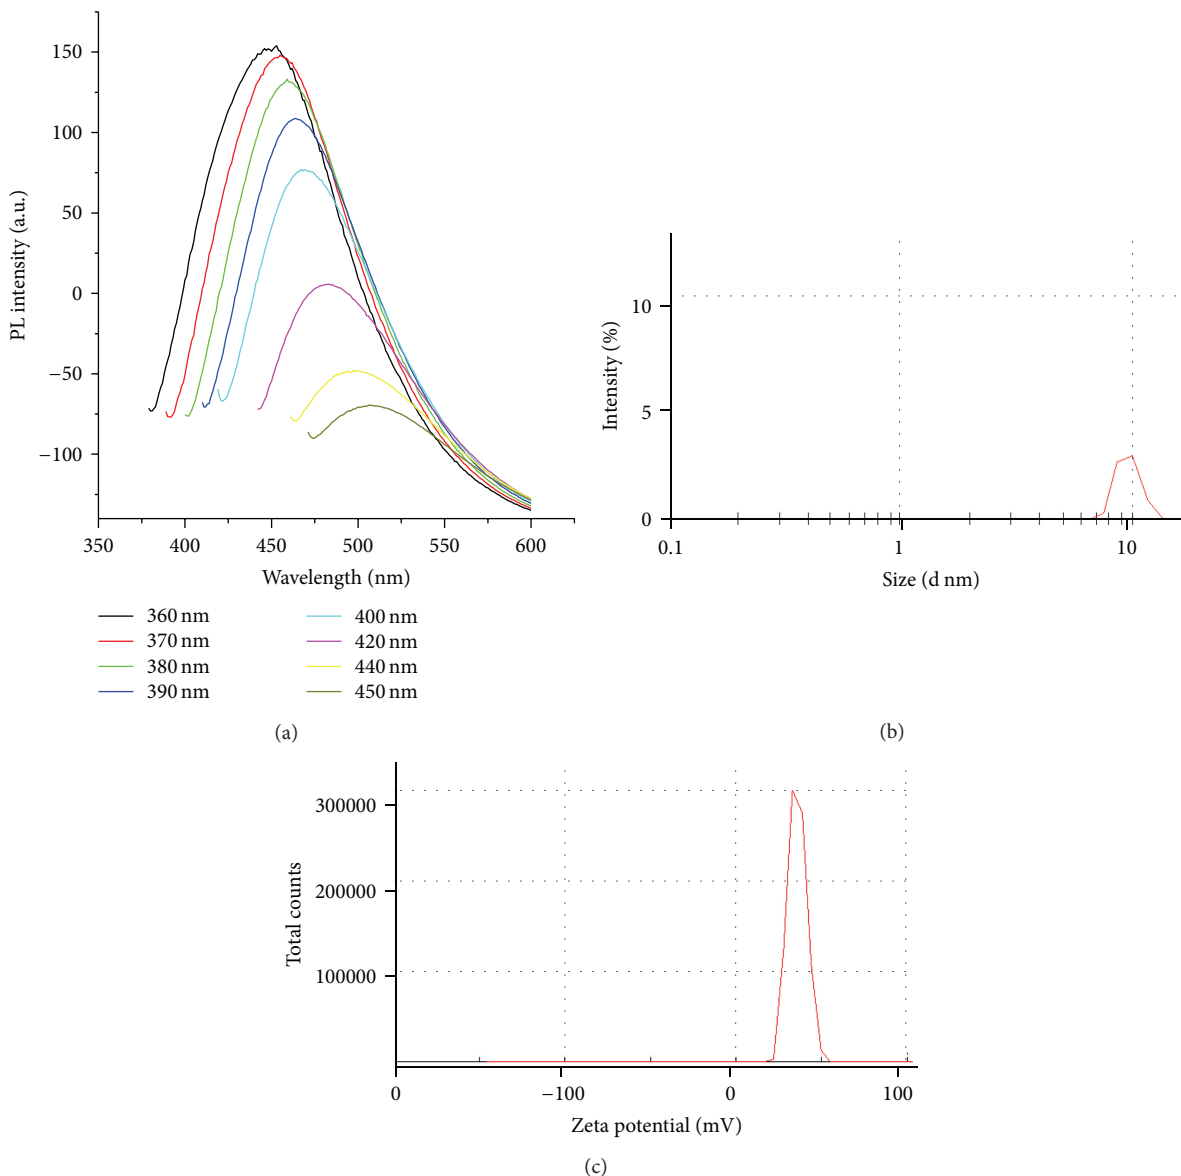 150
100
50
0
−50
−100
PL intensity (a.u.)
350 400 450 500 550 600
Wavelength (nm)
360 nm 400 nm
370 nm 420 nm
380 nm 440 nm
390 nm 450 nm
(a)
10
5
0
Intensity (%)
0.1 1 10
Size (d nm)
(b)
300000
200000
100000
Total counts
0 −100 0 100
Zeta potential (mV)
(c)